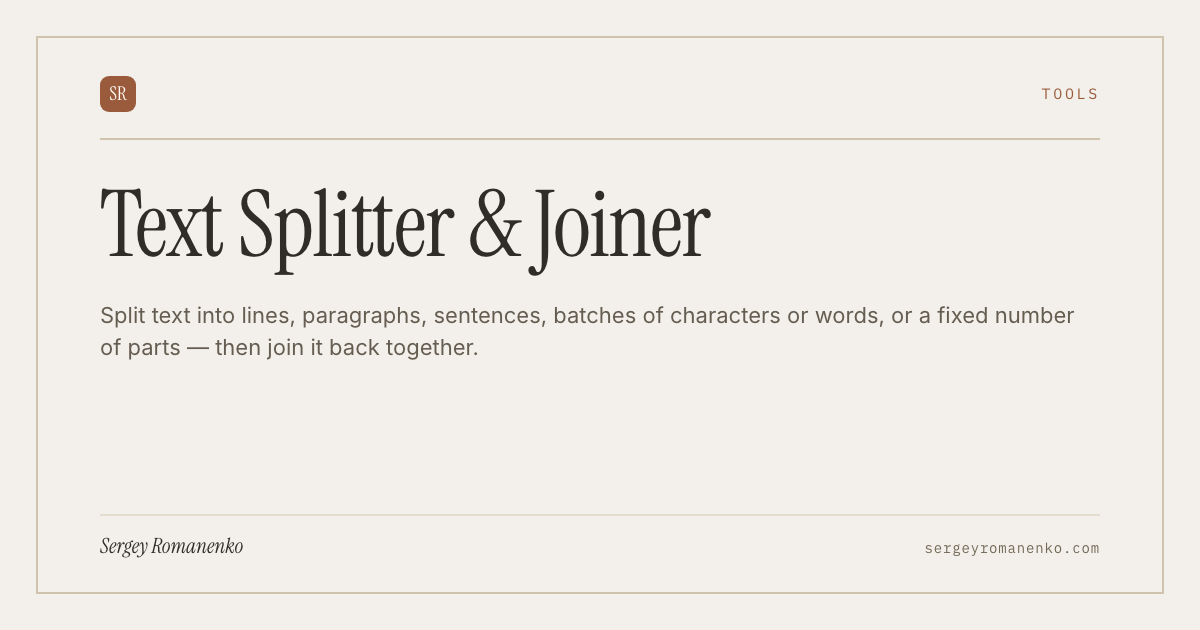 SR
TOOLS
Text Splitter & Joiner
Split text into lines, paragraphs, sentences, batches of characters or words, or a fixed number
of parts — then join it back together.
Sergey Romanenko
sergeyromanenko.com